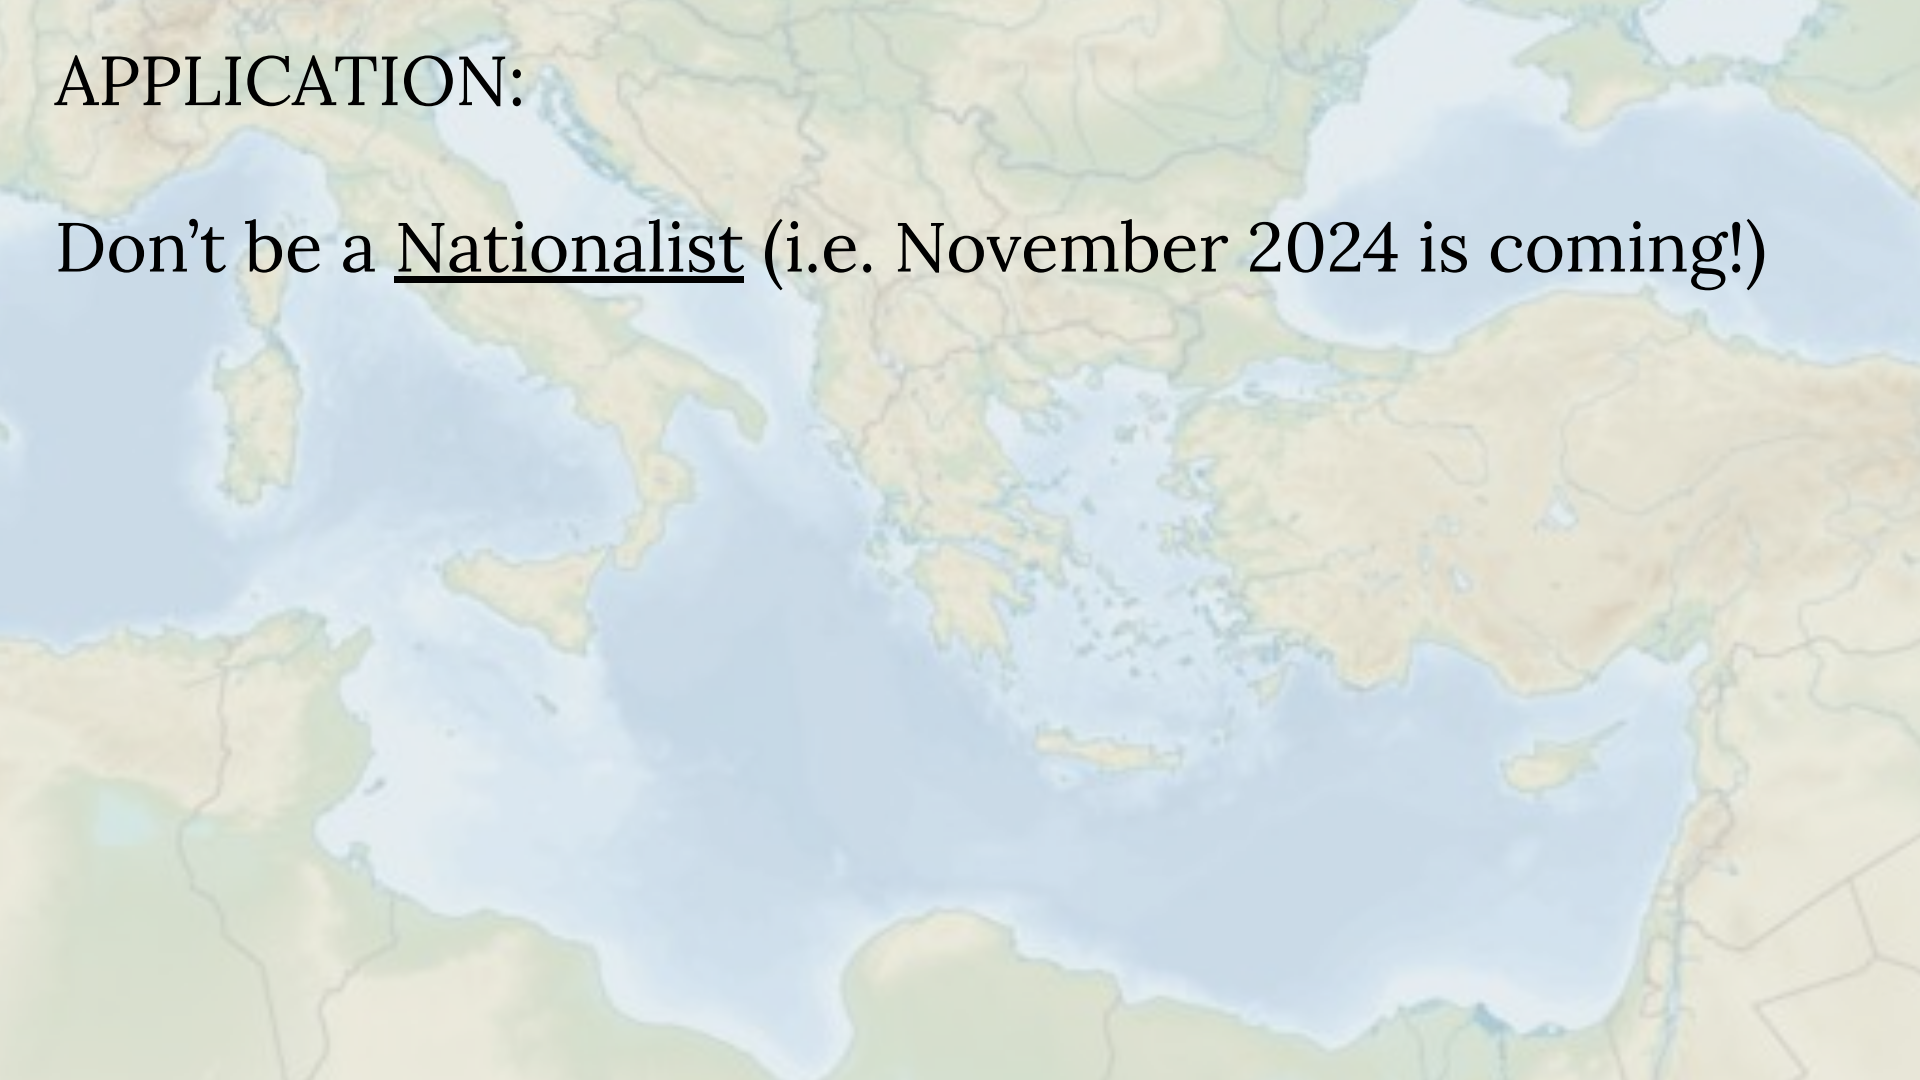 APPLICATION:
Don’t be a Nationalist (i.e. November 2024 is coming!)